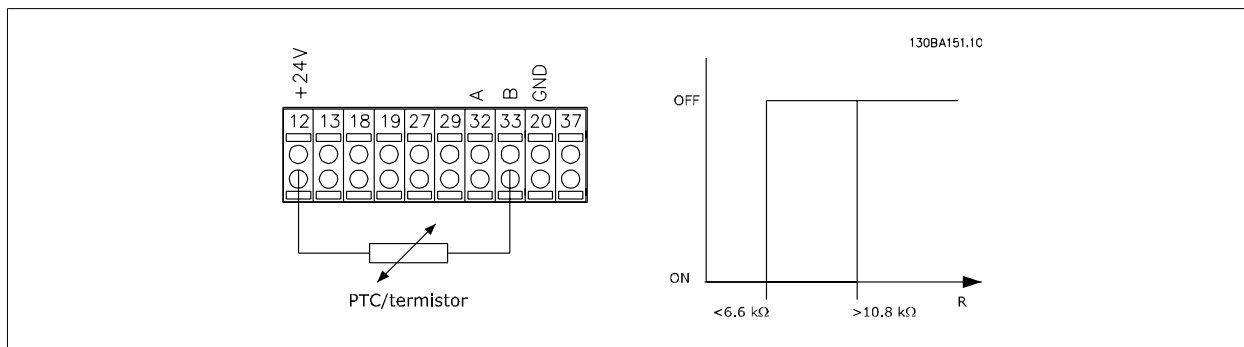 130BA151.10
+24V
A
B
GND
12 13 18 19 27 29 32 33 20 37
PTC/termistor
OFF
ON
<6.6 kΩ
>10.8 kΩ
R